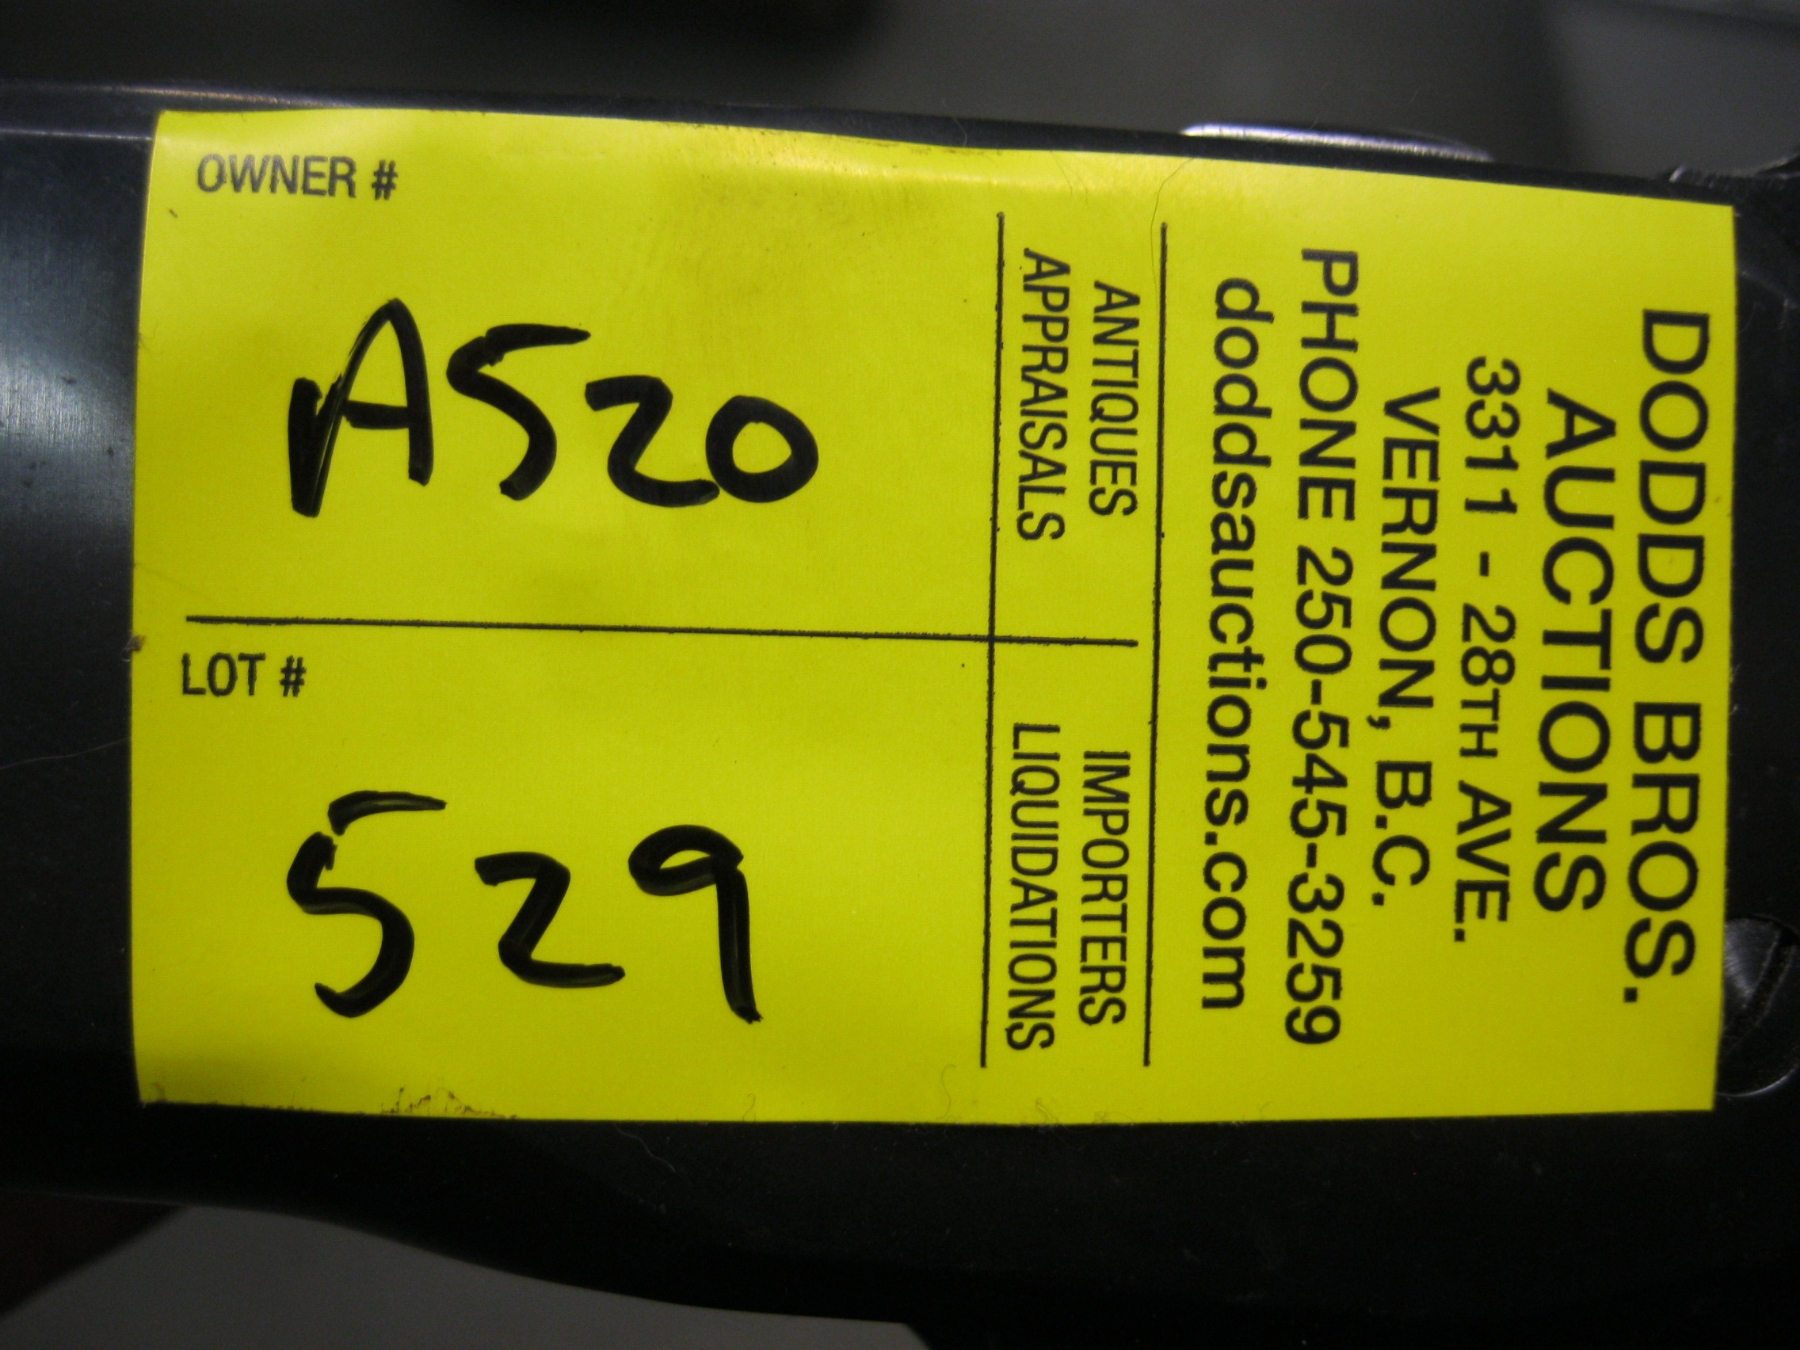 DODDS BROS.
AUCTIONS
3311 - 28TH AVE.
VERNON, B.C.
PHONE 250-545-3259
doddsauctions.com
ANTIQUES
APPRAISALS
IMPORTERS
LIQUIDATIONS
OWNER #
A520
LOT #
529